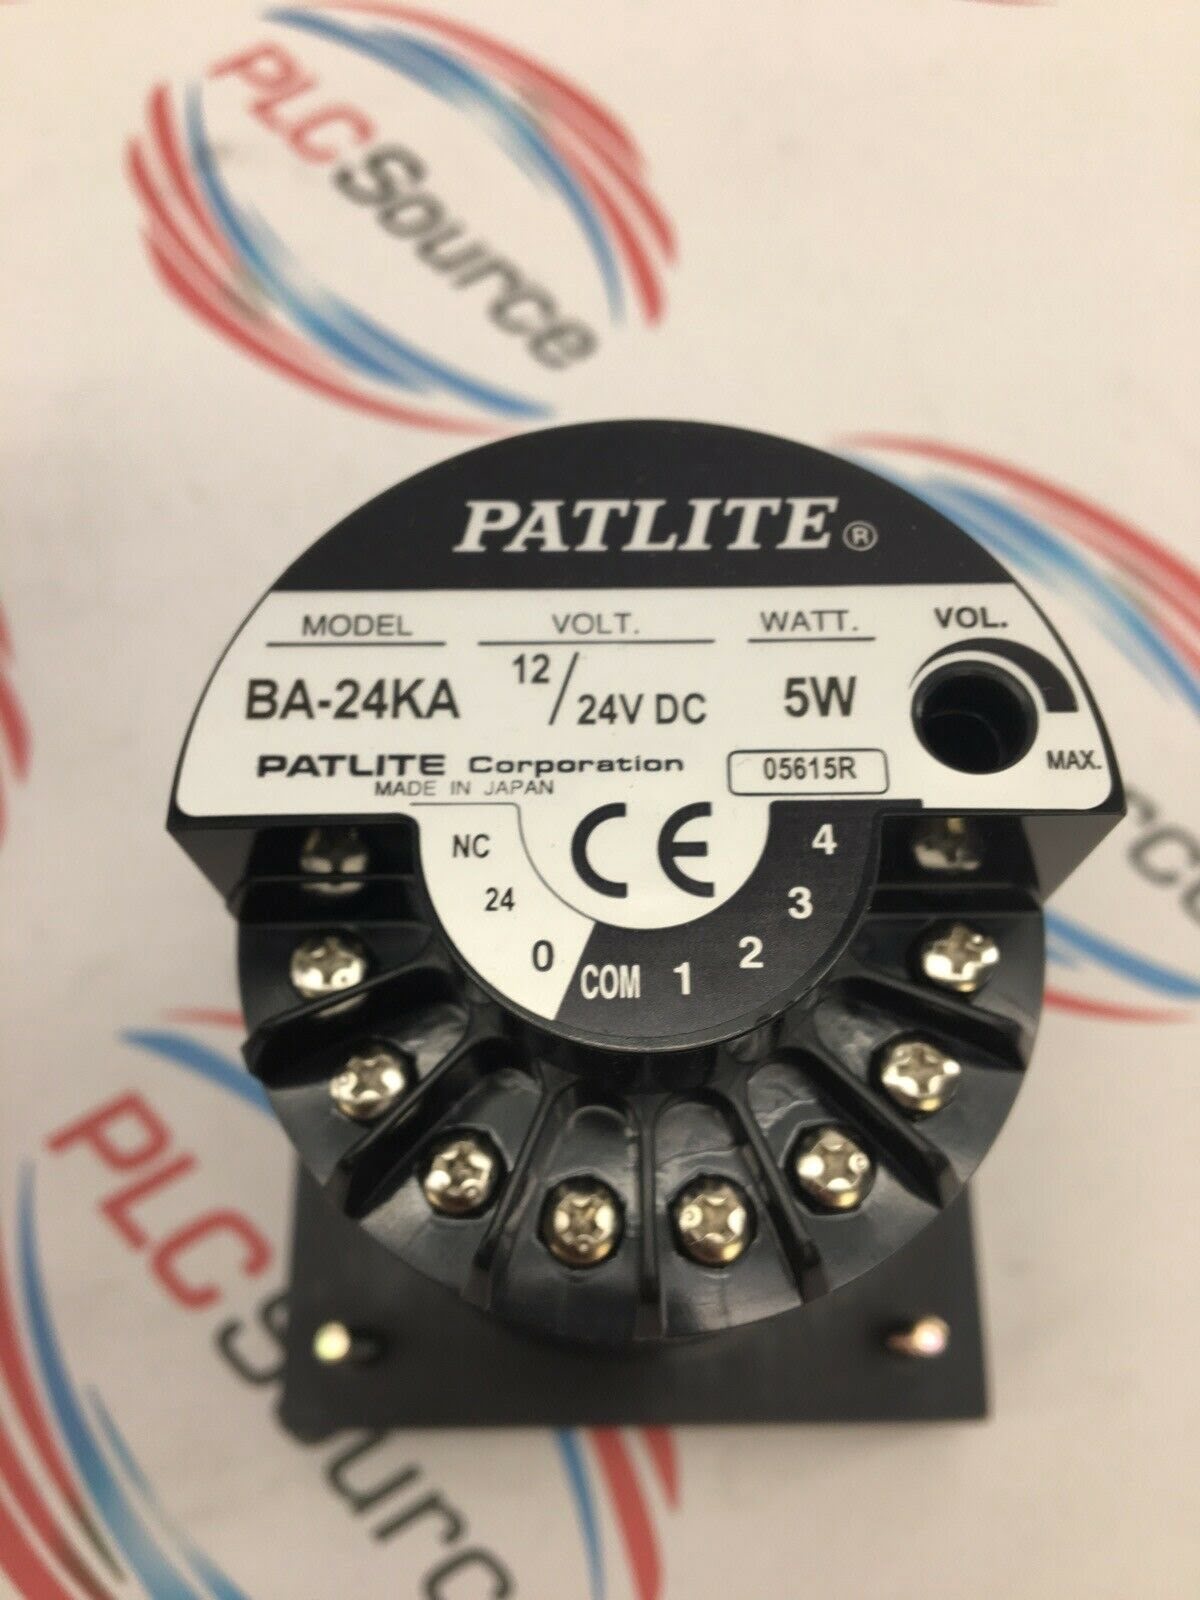 PLCSource
PATLITE®
MODEL VOLT. WATT. VOL.
BA-24KA 12/24V DC 5W
PATLITE Corporation 05615R MAX.
MADE IN JAPAN
NC CE 4
24 3
0 COM 1 2
PLCSource